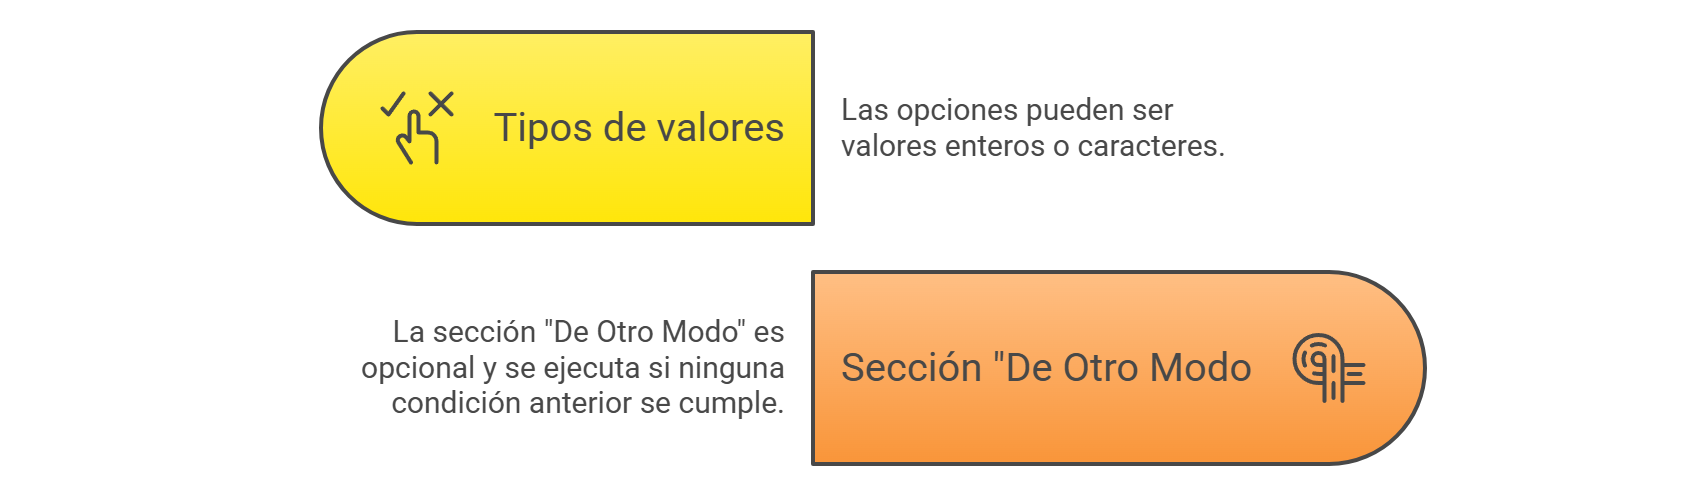 Tipos de valores
Las opciones pueden ser
valores enteros o caracteres.
La sección "De Otro Modo" es
opcional y se ejecuta si ninguna
condición anterior se cumple.
Sección "De Otro Modo